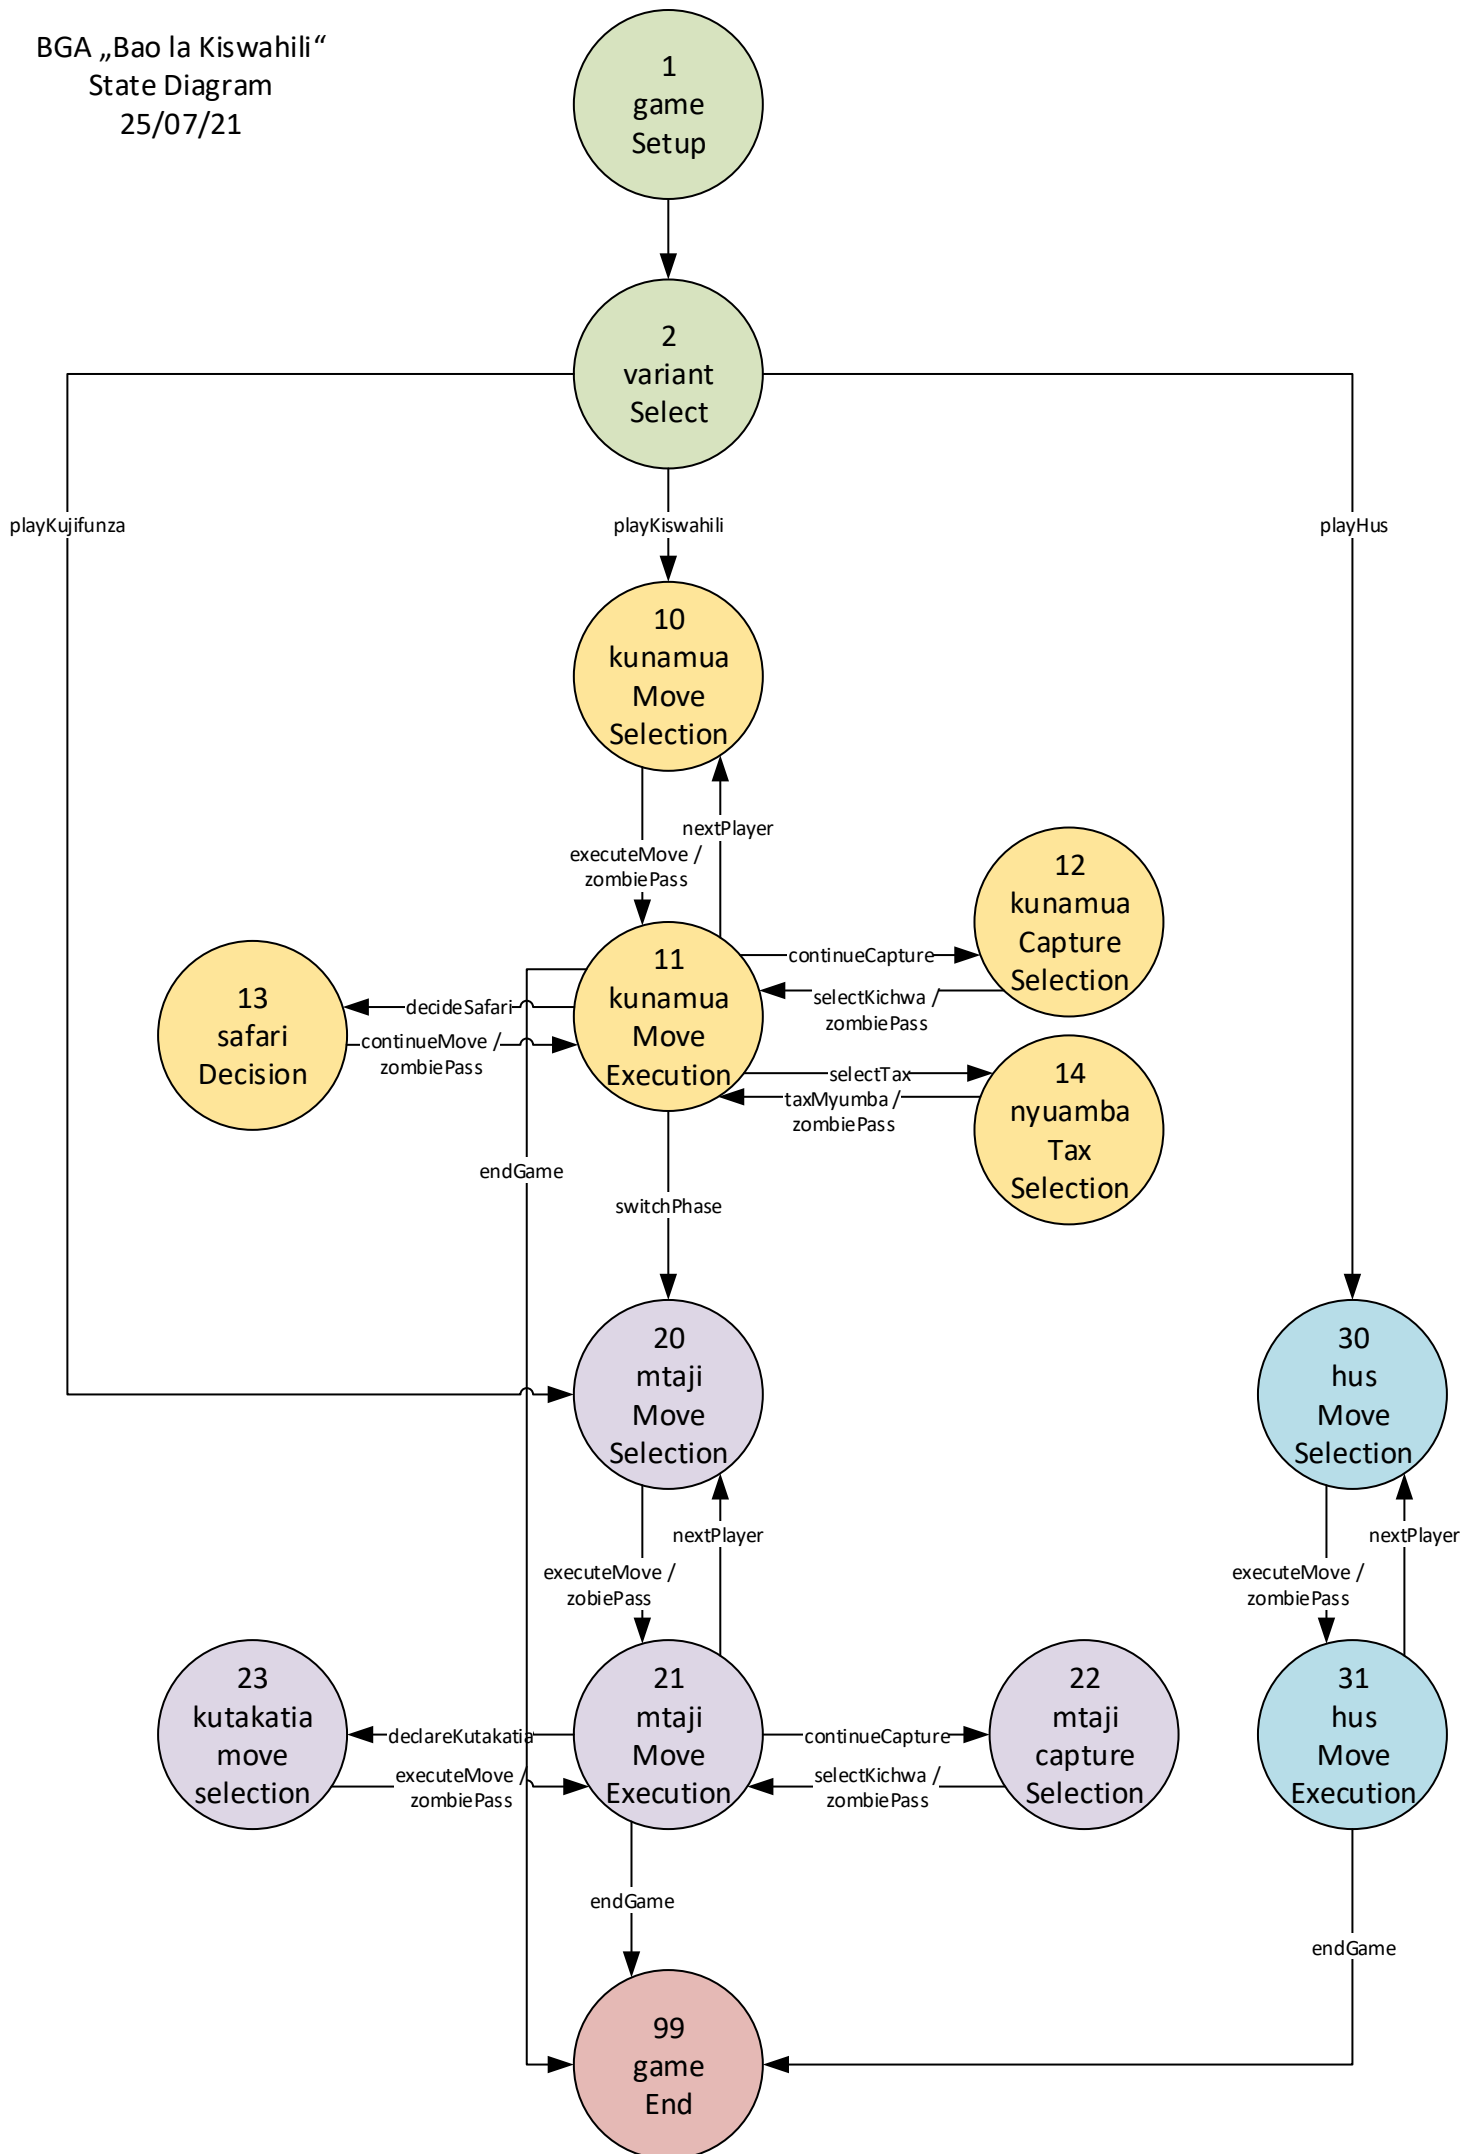 BGA „Bao la Kiswahili“
State Diagram
25/07/21
1
game
Setup
2
variant
Select
playKujifunza
playKiswahili
playHus
10
kunamua
Move
Selection
nextPlayer
executeMove /
zombiePass
12
kunamua
Capture
Selection
11
kunamua
Move
Execution
continueCapture
selectKichwa /
zombiePass
13
safari
Decision
decideSafari
continueMove /
zombiePass
selectTax
taxMyumba /
zombiePass
14
nyuamba
Tax
Selection
endGame
switchPhase
20
mtaji
Move
Selection
30
hus
Move
Selection
nextPlayer
executeMove /
zobiePass
nextPlayer
executeMove /
zombiePass
23
kutakatia
move
selection
declareKutakatia
executeMove /
zombiePass
21
mtaji
Move
Execution
continueCapture
selectKichwa /
zombiePass
22
mtaji
capture
Selection
31
hus
Move
Execution
endGame
endGame
99
game
End